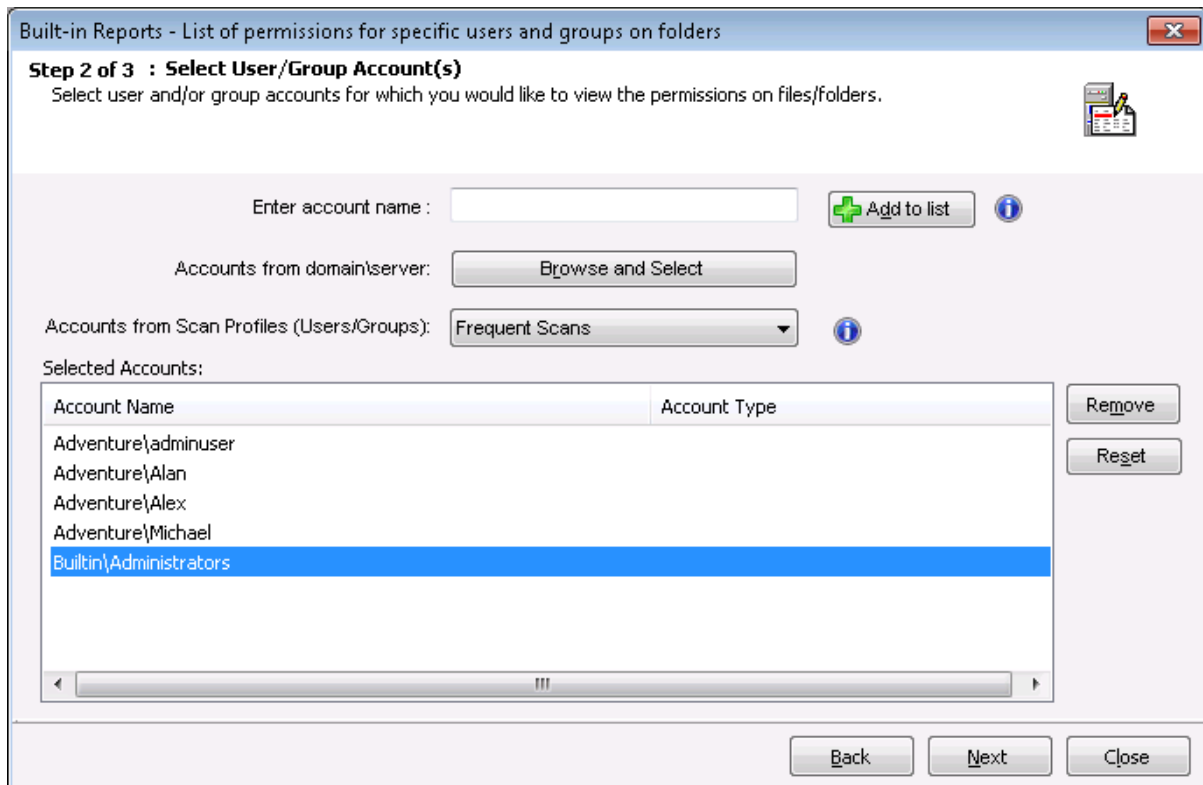 Built-in Reports - List of permissions for specific users and groups on folders
Step 2 of 3 : Select User/Group Account(s)
Select user and/or group accounts for which you would like to view the permissions on files/folders.
Enter account name :
Add to list
Accounts from domain\server:
Browse and Select
Accounts from Scan Profiles (Users/Groups):
Frequent Scans
Selected Accounts:
Account Name
Account Type
Remove
Adventure\adminuser
Reset
Adventure\Alan
Adventure\Alex
Adventure\Michael
Builtin\Administrators
Back
Next
Close